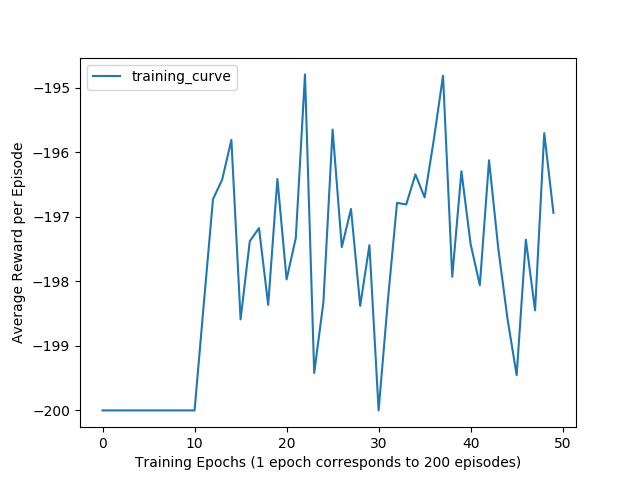 training_curve
Average Reward per Episode
−195
−196
−197
−198
−199
−200
0 10 20 30 40 50
Training Epochs (1 epoch corresponds to 200 episodes)